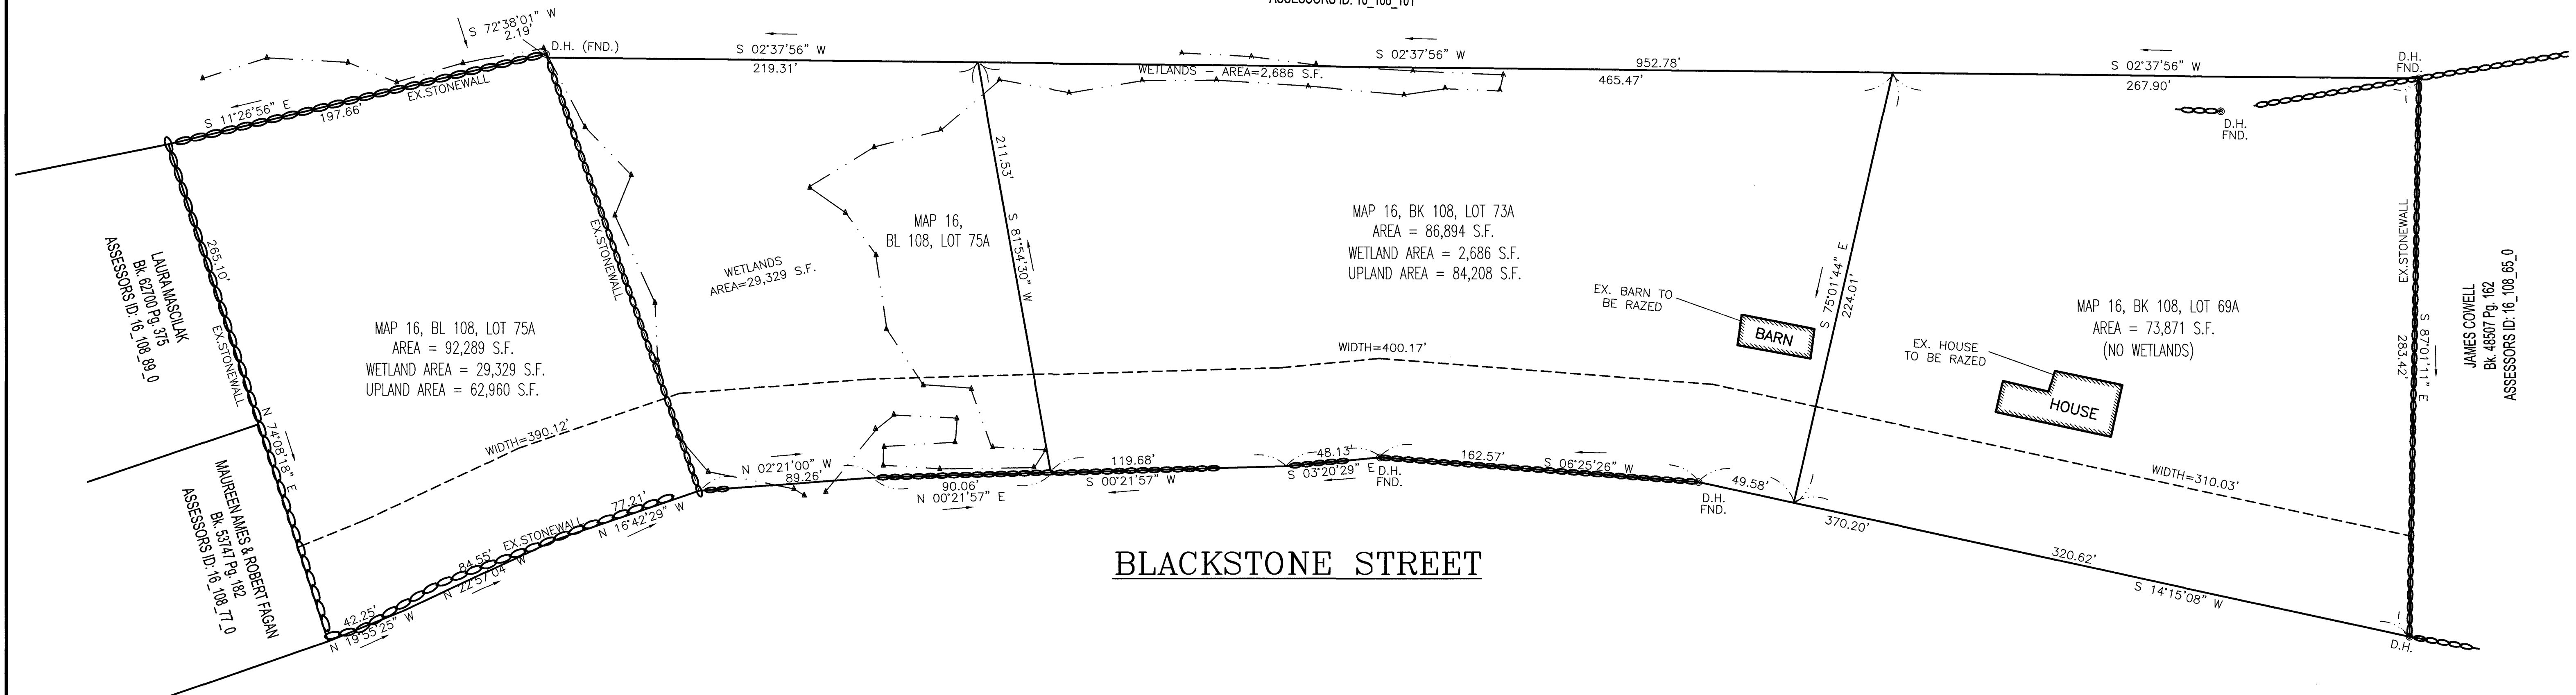 S 72°38'01" W
2.19'
D.H. (FND.)
S 02°37'56" W
219.31'
S 02°37'56" W
WETLANDS – AREA=2,686 S.F.
952.78'
465.47'
S 02°37'56" W
267.90'
D.H.
FND.
D.H.
FND.
EX.STONEWALL
S 11°26'56" E
197.66'
211.53'
S 81°54'30" W
MAP 16,
BL 108, LOT 75A
WETLANDS
AREA=29,329 S.F.
EX.STONEWALL
MAP 16, BK 108, LOT 73A
AREA = 86,894 S.F.
WETLAND AREA = 2,686 S.F.
UPLAND AREA = 84,208 S.F.
EX. BARN TO
BE RAZED
BARN
S 75°01'44" E
224.01'
MAP 16, BK 108, LOT 69A
AREA = 73,871 S.F.
(NO WETLANDS)
EX. HOUSE
TO BE RAZED
HOUSE
EX.STONEWALL
S 87°01'11" E
283.42'
JAMES COWELL
Bk. 48507 Pg. 162
ASSESSORS ID: 16_108_65_0
LAURA MASCILAK
Bk. 62700 Pg. 375
ASSESSORS ID: 16_108_89_0
265.10'
EX.STONEWALL
N 74°08'18" E
MAP 16, BL 108, LOT 75A
AREA = 92,289 S.F.
WETLAND AREA = 29,329 S.F.
UPLAND AREA = 62,960 S.F.
WIDTH=390.12'
WIDTH=400.17'
WIDTH=310.03'
MAUREEN AMES & ROBERT FAGAN
Bk. 53747 Pg. 182
ASSESSORS ID: 16_108_77_0
42.25'
N 19°55'25" W
84.55'
N 22°57'04" W
EX.STONEWALL
77.21'
N 16°42'29" W
N 02°21'00" W
89.26'
90.06'
N 00°21'57" E
119.68'
S 00°21'57" W
48.13'
S 03°20'29" E
D.H.
FND.
162.57'
S 06°25'26" W
D.H.
FND.
49.58'
370.20'
320.62'
S 14°15'08" W
D.H.
BLACKSTONE STREET